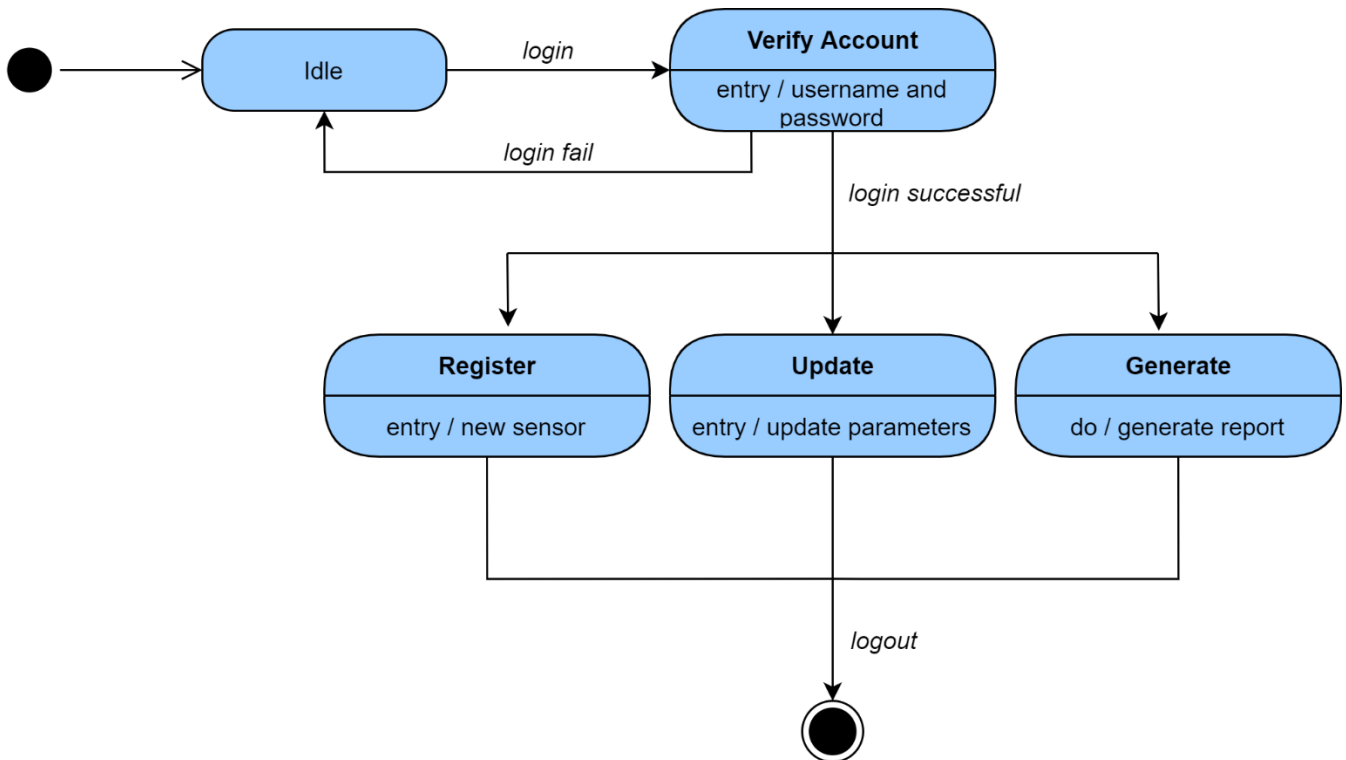 Idle
login
Verify Account
entry / username and
password
login fail
login successful
Register
entry / new sensor
Update
entry / update parameters
Generate
do / generate report
logout